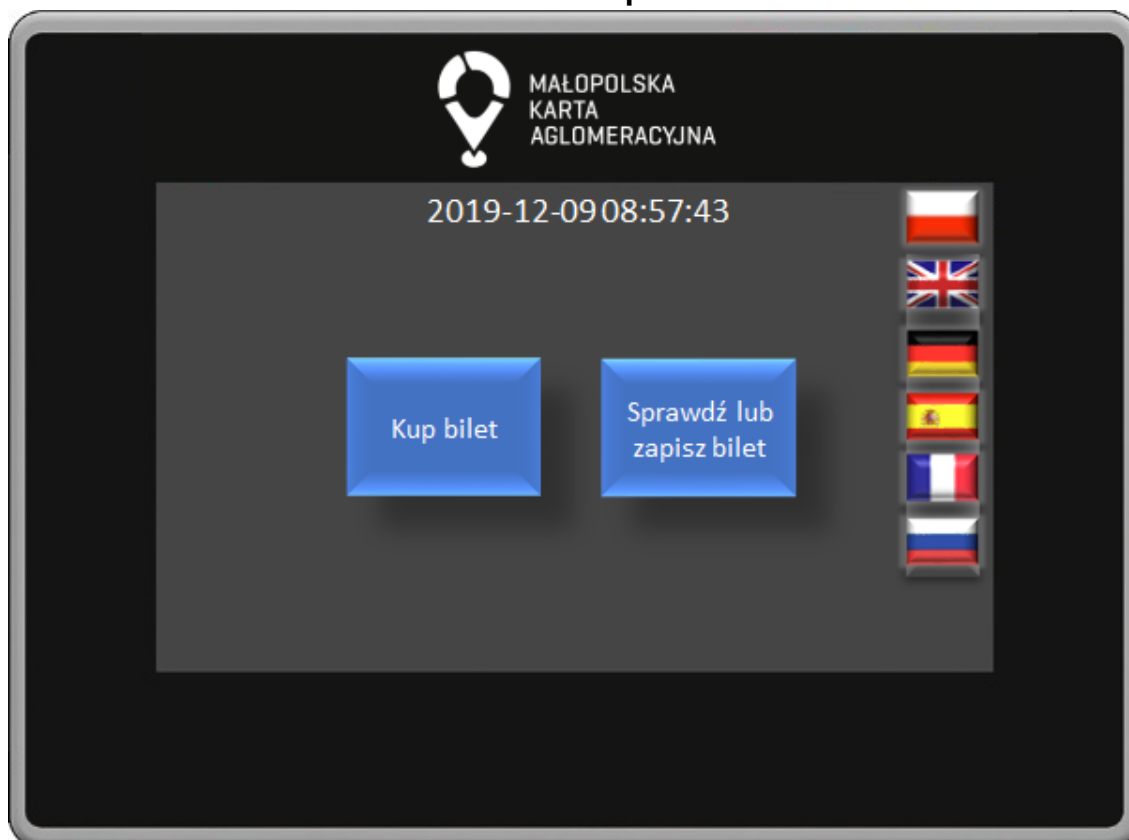 MAŁOPOLSKA
KARTA
AGLOMERACYJNA
2019-12-09 08:57:43
Kup bilet
Sprawdź lub
zapisz bilet